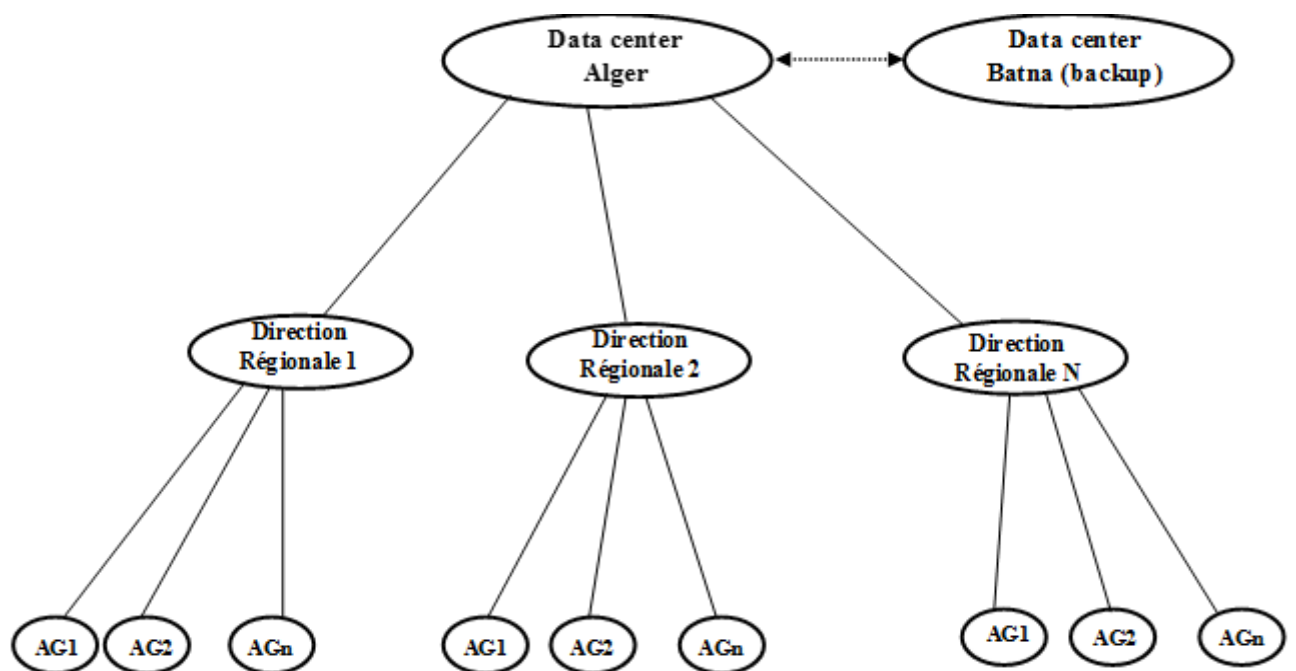 Data center
Alger
Data center
Batna (backup)
Direction
Régionale 1
Direction
Régionale 2
Direction
Régionale N
AG1
AG2
AGn
AG1
AG2
AGn
AG1
AG2
AGn